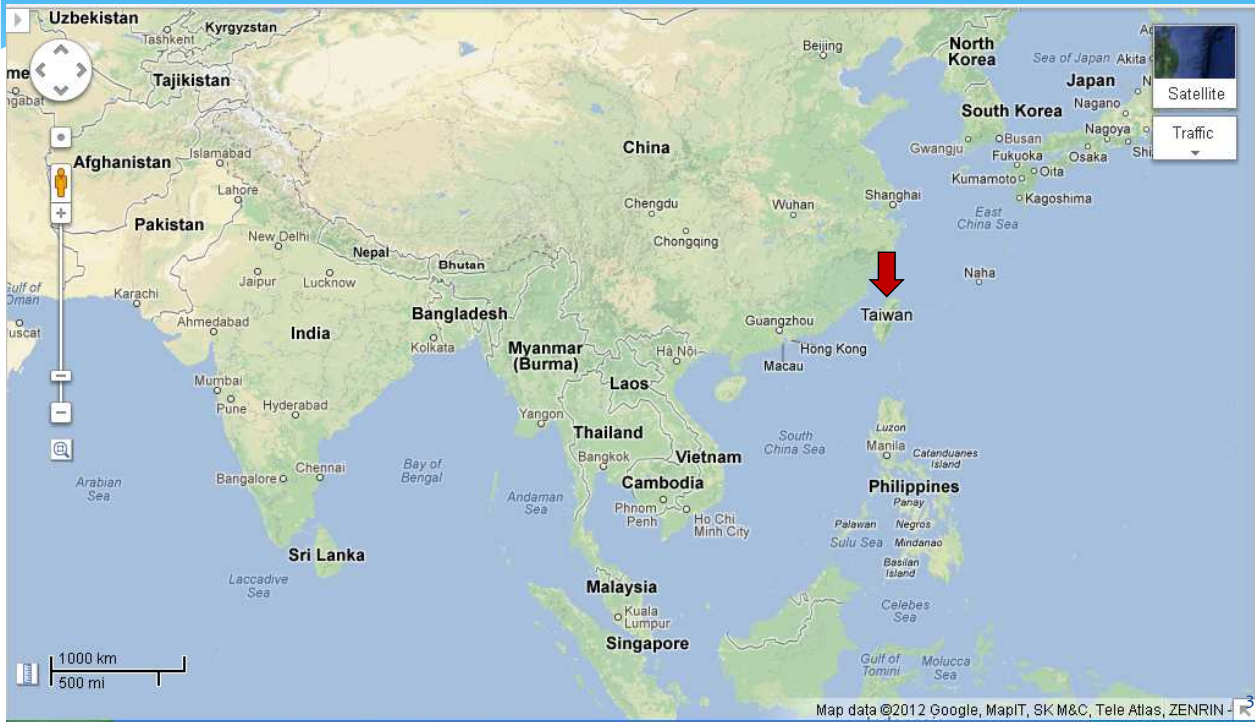 Uzbekistan
Tashkent
Kyrgyzstan
Beijing
North
Korea
Sea of Japan
Akita
Japan
Satellite
Tajikistan
South Korea
Nagano
Nagoya
Traffic
Busan
Gwangju
Fukuoka
Osaka
Oita
Kumamoto
Kagoshima
China
Afghanistan
Islamabad
Lahore
Chengdu
Wuhan
Shanghai
East
China Sea
Pakistan
New Delhi
Chongqing
Nepal
Bhutan
Naha
Jaipur
Lucknow
Karachi
Bangladesh
Taiwan
Guangzhou
Ahmedabad
India
Kolkata
Myanmar
(Burma)
Hà Nội
Hong Kong
Macau
Laos
Mumbai
Pune
Hyderabad
Yangon
Thailand
Bangkok
Vietnam
South
China Sea
Luzon
Manila
Catanduanes
Island
Arabian
Sea
Bangalore
Chennai
Bay of
Bengal
Andaman
Sea
Cambodia
Phnom
Penh
Ho Chi
Minh City
Philippines
Panay
Palawan
Negros
Sulu Sea
Mindanao
Basilan
Island
Sri Lanka
Laccadive
Sea
Malaysia
Kuala
Lumpur
Singapore
Celebes
Sea
Gulf of
Tomini
Molucca
Sea
1000 km
500 mi
Map data ©2012 Google, MapIT, SK M&C, Tele Atlas, ZENRIN -
3